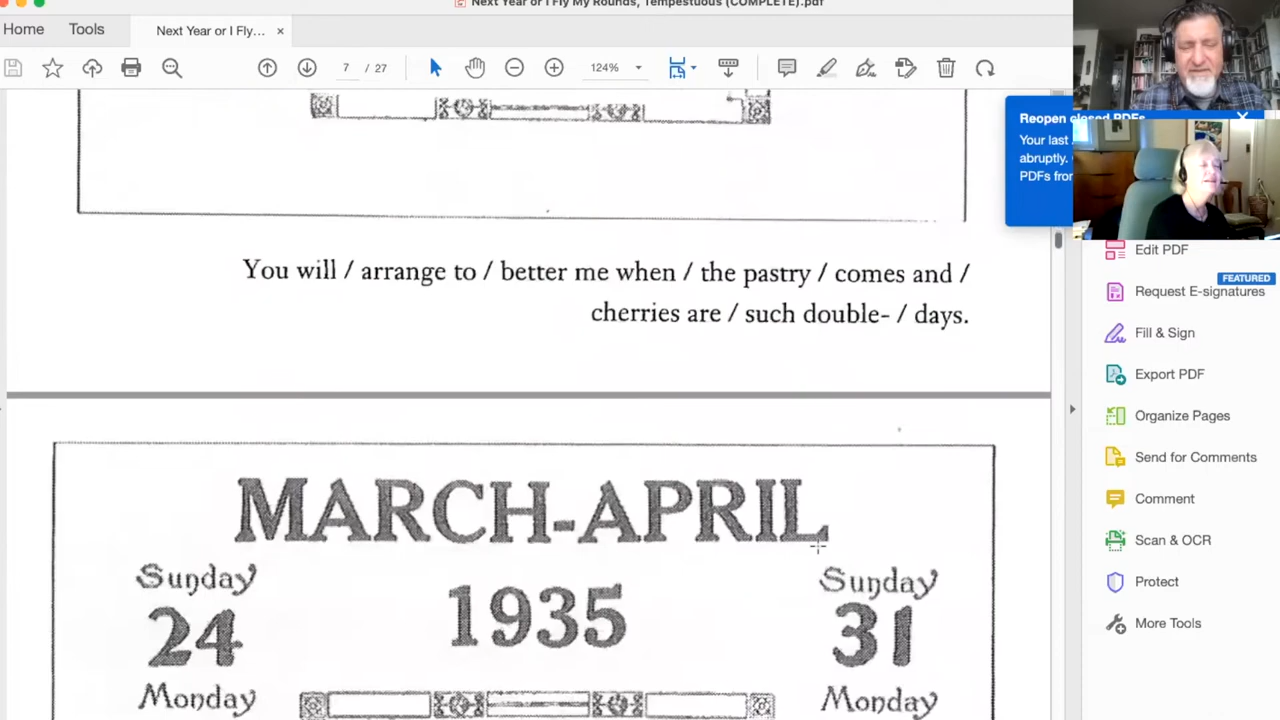 Next Year or I Fly My Rounds, Tempestuous (COMPLETE).pdf
Home
Tools
Next Year or I Fly...
×
7 / 27
124%
Reopen closed PDFs
Your last
abruptly.
PDFs from
You will / arrange to / better me when / the pastry / comes and /
cherries are / such double- / days.
MARCH-APRIL
Sunday
24
Monday
1935
Sunday
31
Monday
Edit PDF
FEATURED
Request E-signatures
Fill & Sign
Export PDF
Organize Pages
Send for Comments
Comment
Scan & OCR
Protect
More Tools